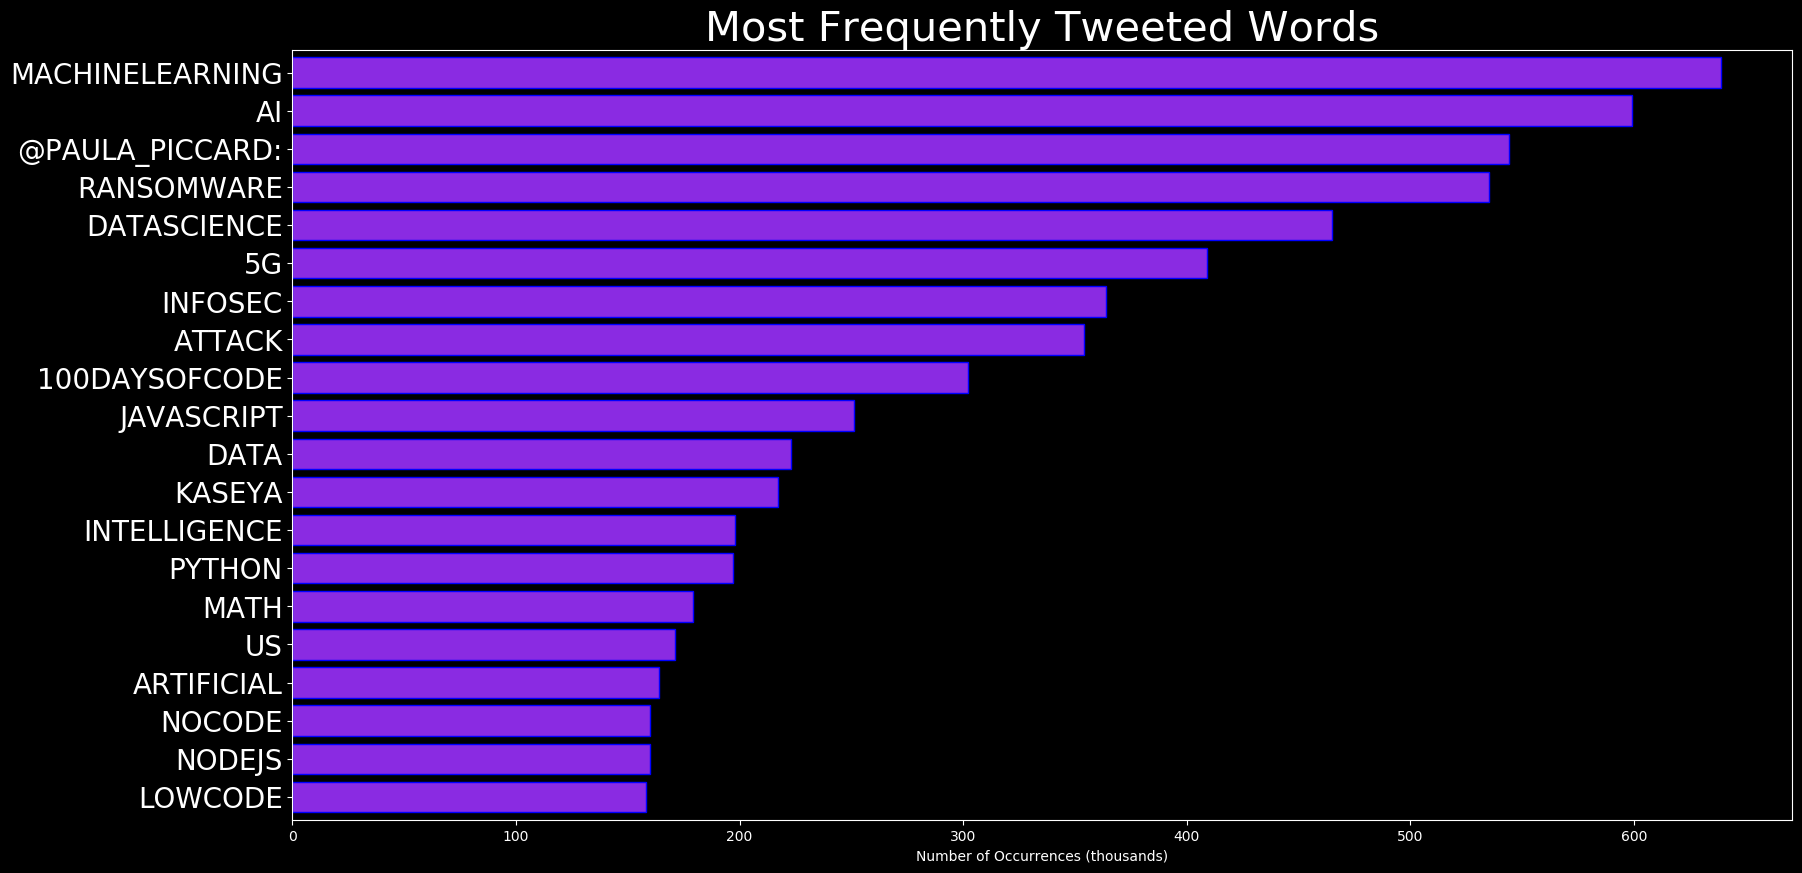 Most Frequently Tweeted Words
MACHINELEARNING
AI
@PAULA_PICCARD:
RANSOMWARE
DATASCIENCE
5G
INFOSEC
ATTACK
100DAYSOFCODE
JAVASCRIPT
DATA
KASEYA
INTELLIGENCE
PYTHON
MATH
US
ARTIFICIAL
NOCODE
NODEJS
LOWCODE
0 100 200 300 400 500 600
Number of Occurrences (thousands)